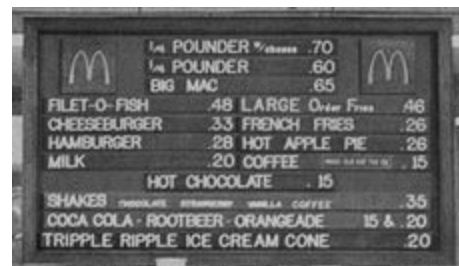 1/4 POUNDER W/cheese .70
1/4 POUNDER .60
BIG MAC .65
FILET-O-FISH .48 LARGE Order Fries .46
CHEESEBURGER .33 FRENCH FRIES .26
HAMBURGER .28 HOT APPLE PIE .26
MILK .20 COFFEE .15
HOT CHOCOLATE .15
SHAKES CHOCOLATE STRAWBERRY VANILLA COFFEE .35
COCA COLA - ROOTBEER - ORANGEADE 15 & .20
TRIPPLE RIPPLE ICE CREAM CONE .20